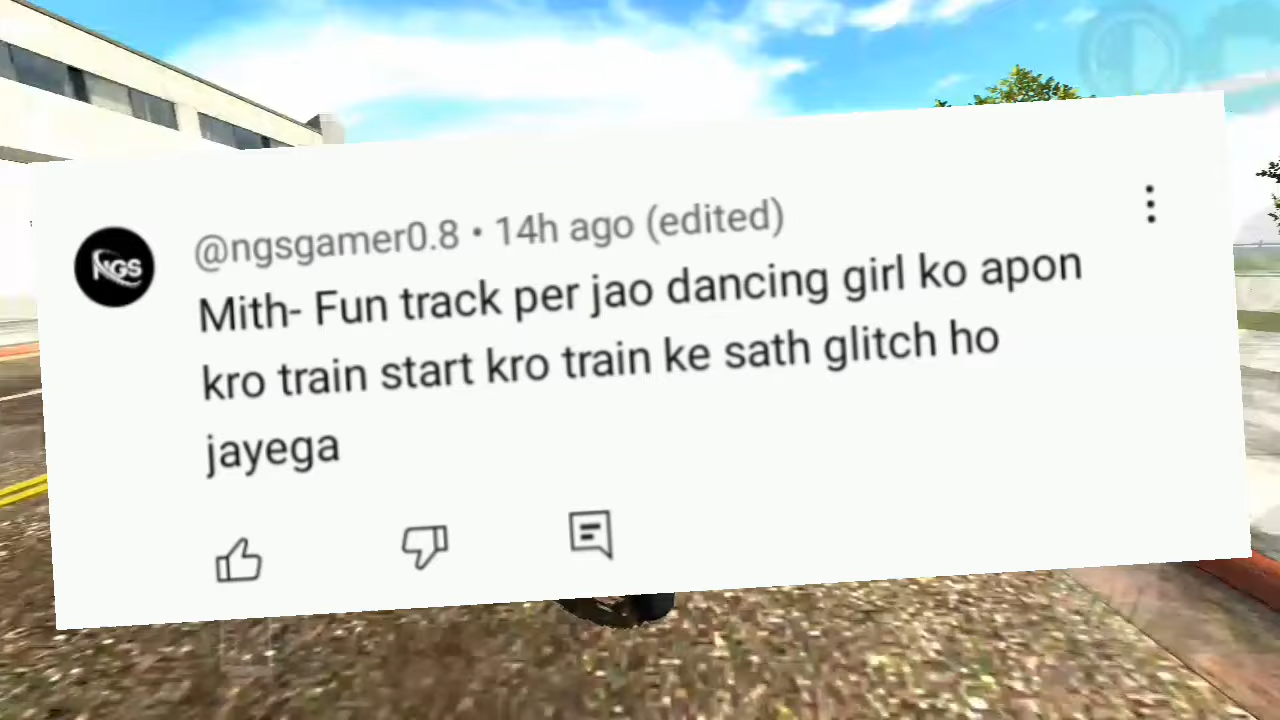 NGS
@ngsgamer0.8 • 14h ago (edited)
Mith- Fun track per jao dancing girl ko apon
kro train start kro train ke sath glitch ho
jayega